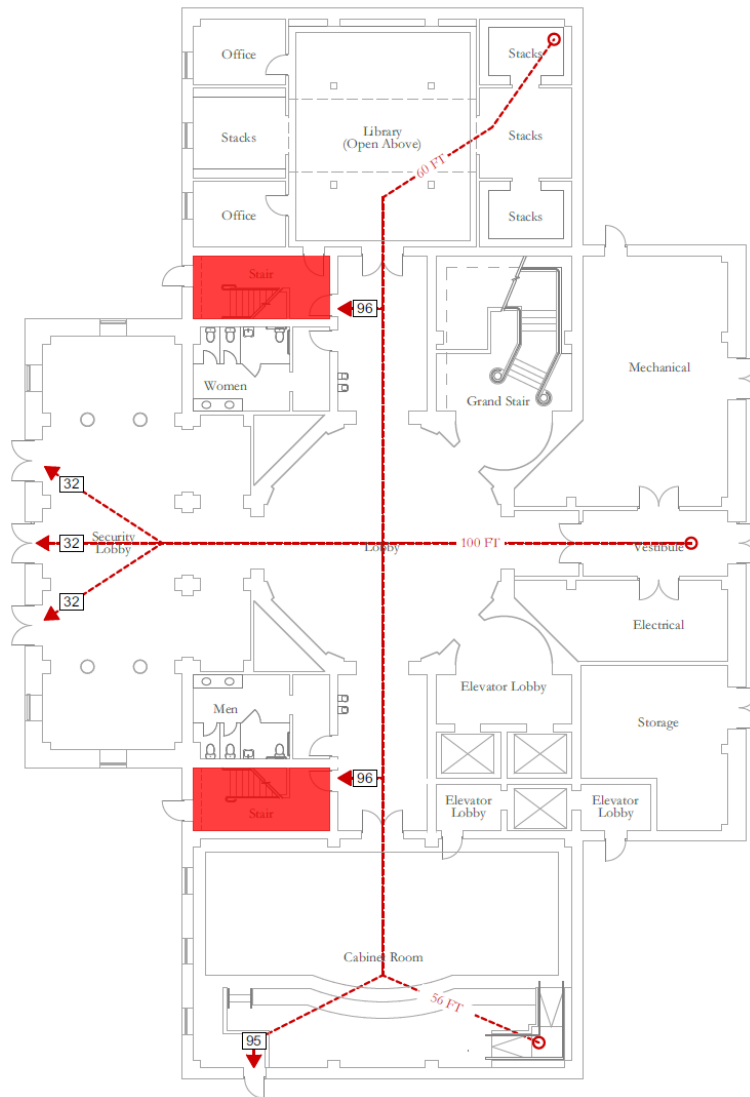 Office
Stacks
Library
(Open Above)
Stacks
Stacks
60 FT
Office
Stacks
Stair
96
Women
Grand Stair
Mechanical
32
32
Security
Lobby
Lobby
100 FT
Vestibule
32
Electrical
Men
Elevator Lobby
Storage
96
Stair
Elevator
Lobby
Elevator
Lobby
Cabinet Room
56 FT
95